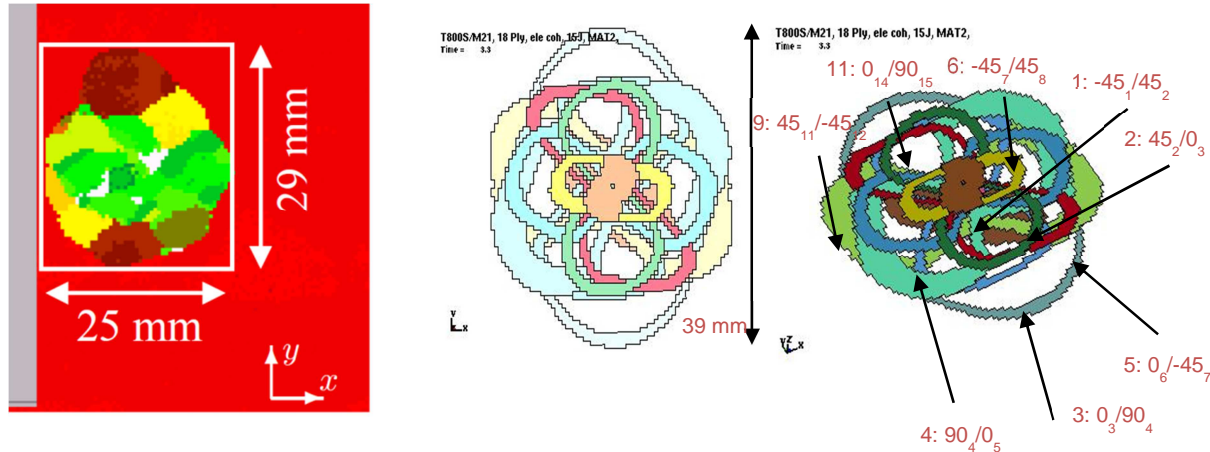 29 mm
25 mm
y
x
T800S/M21, 18 Ply, ele coh, 15J, MAT2,
Time = 3.3
39 mm
Y
Z_X
T800S/M21, 18 Ply, ele coh, 15J, MAT2,
Time = 3.3
11: 0₁₄/90₁₅
6: -45₇/45₈
1: -45₁/45₂
2: 45₂/0₃
9: 45₁₁/-45₁₂
5: 0₆/-45₇
3: 0₃/90₄
4: 90₄/0₅
Y Z
X